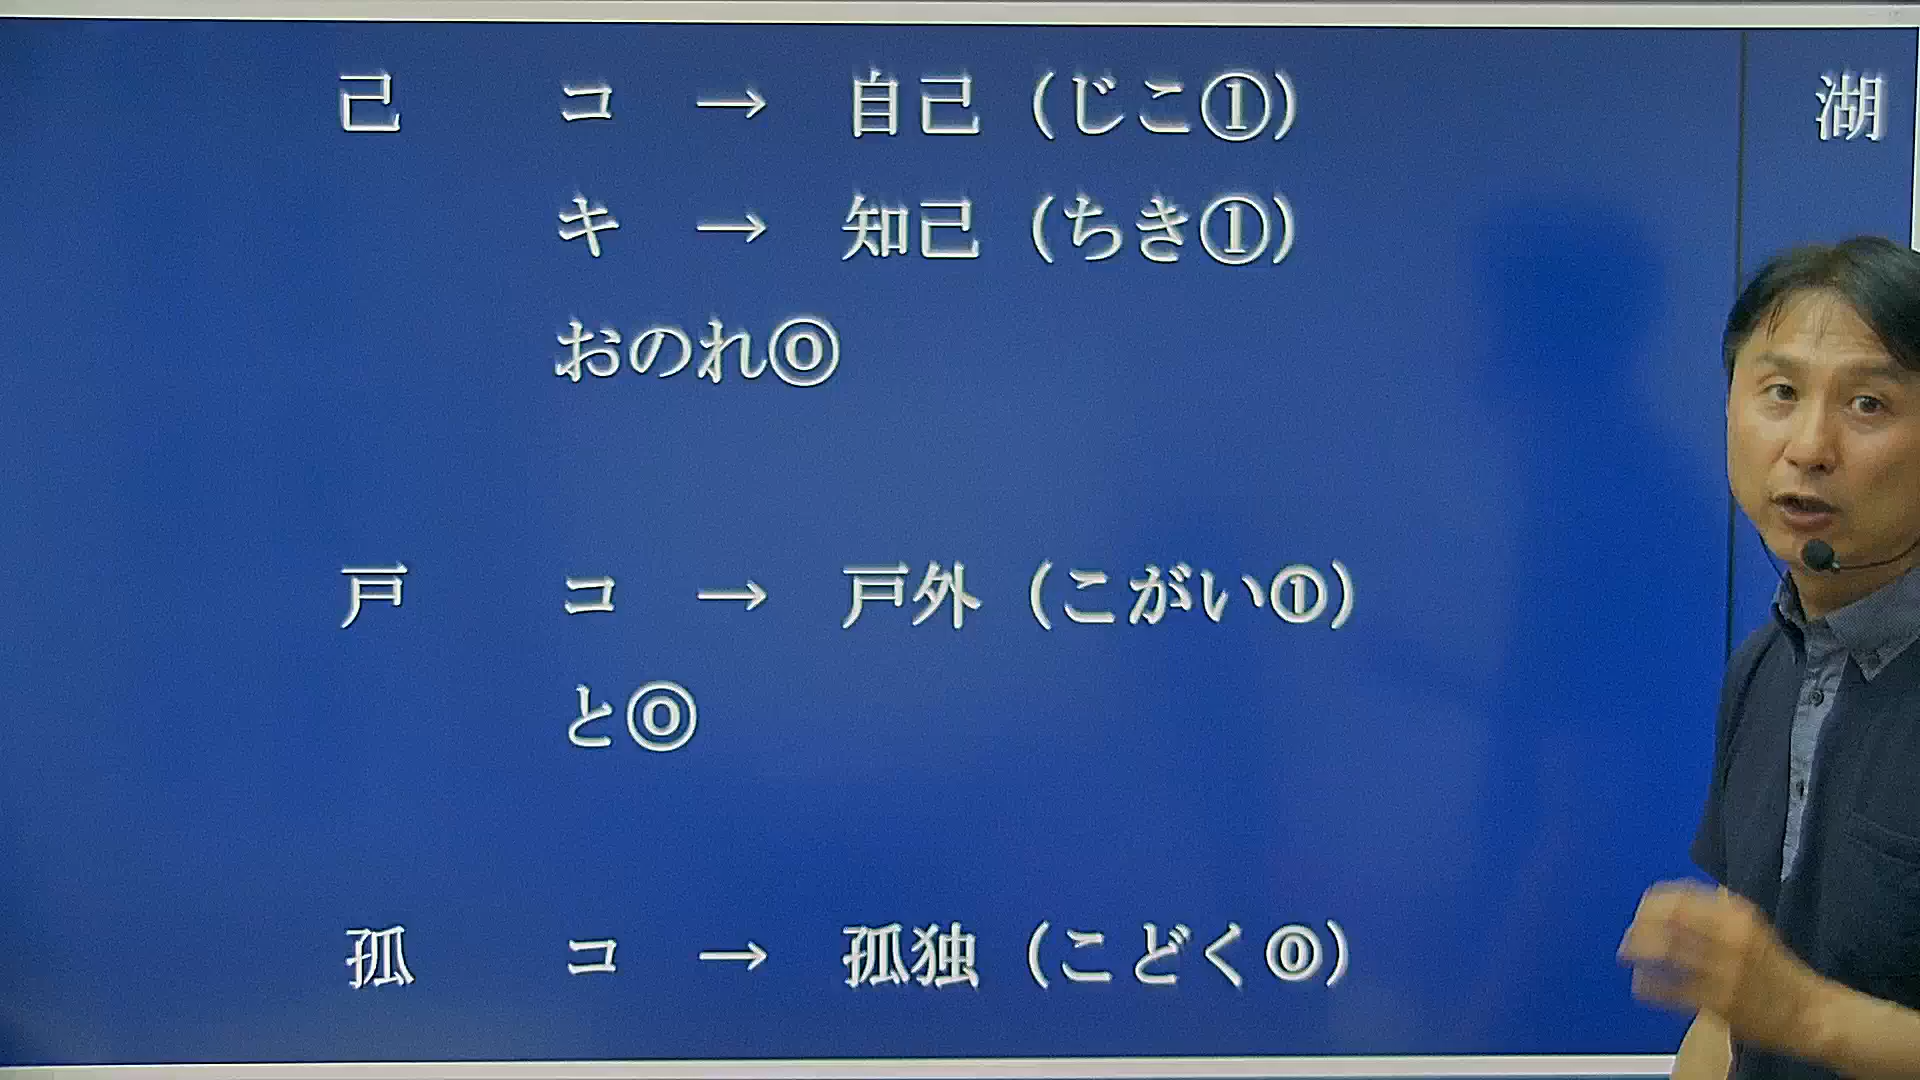 己 コ → 自己（じこ①）
キ → 知己（ちき①）
おのれ⓪
戸 コ → 戸外（こがい①）
と⓪
孤 コ → 孤独（こどく⓪）
湖